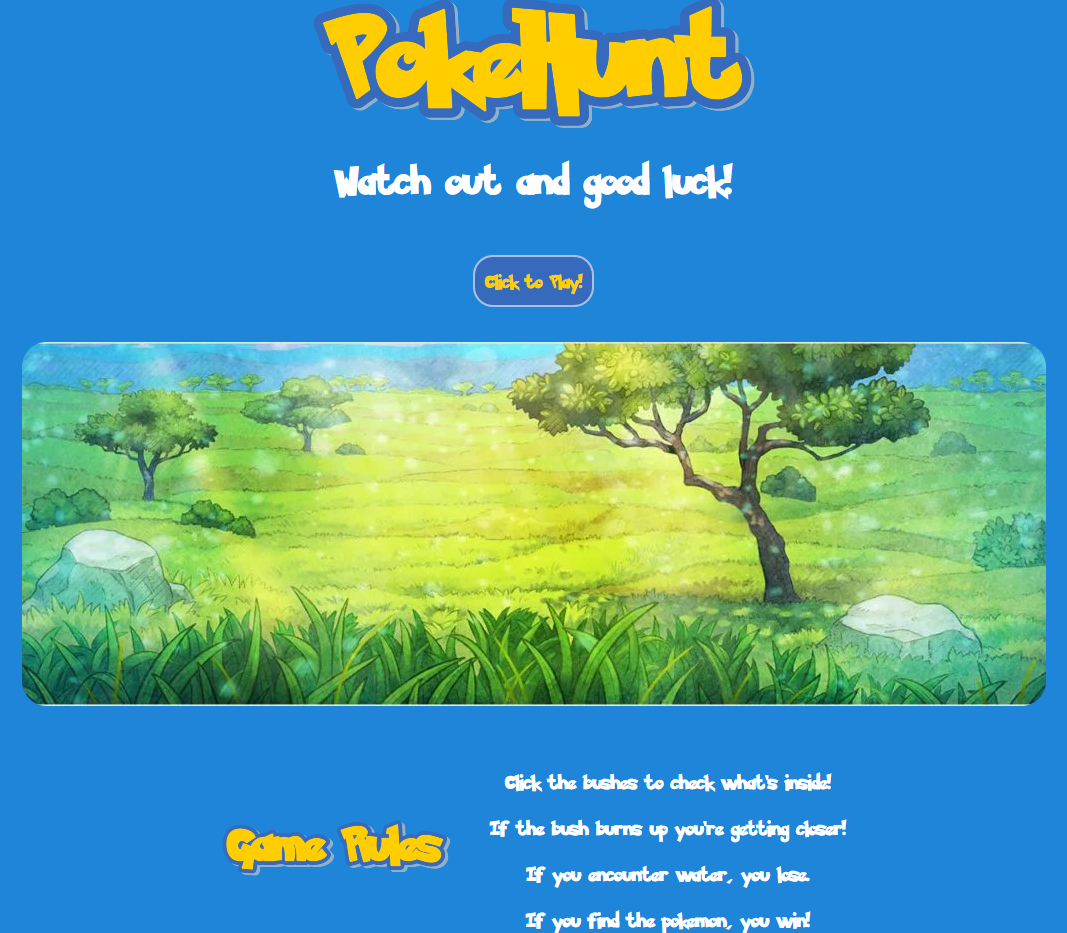 PokeHunt
Watch out and good luck!
Click to Play!
Click the bushes to check what's inside!
If the bush burns up you're getting closer!
Game Rules
If you encounter water, you lose.
If you find the pokemon, you win!